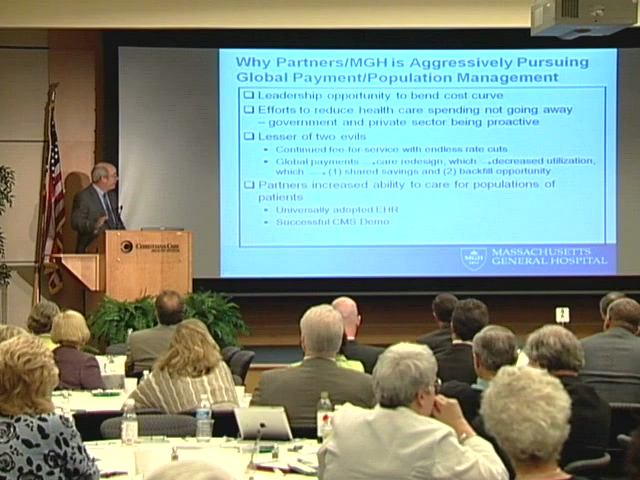 Why Partners/MGH is Aggressively Pursuing
Global Payment/Population Management
Leadership opportunity to bend cost curve
Efforts to reduce health care spending not going away
– government and private sector being proactive
Lesser of two evils
Continued fee-for-service with endless rate cuts
Global payments → care redesign, which → decreased utilization,
which → (1) shared savings and (2) backfill opportunity
Partners increased ability to care for populations of
patients
Universally adopted EHR
Successful CMS Demo
MGH
MASSACHUSETTS
GENERAL HOSPITAL
CHRISTIANA CARE
2